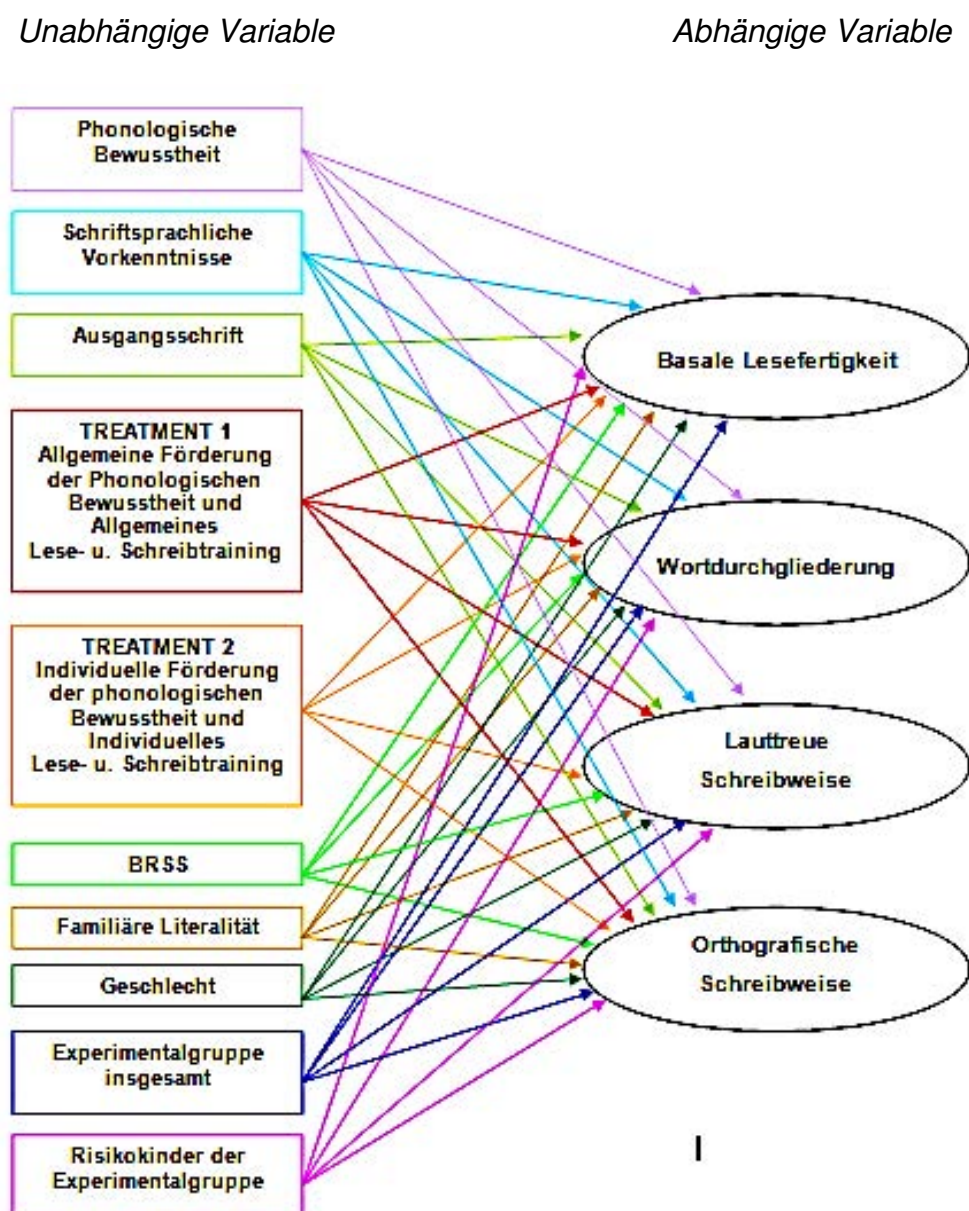 Unabhängige Variable
Abhängige Variable
Phonologische
Bewusstheit
Schriftsprachliche
Vorkenntnisse
Ausgangsschrift
TREATMENT 1
Allgemeine Förderung
der Phonologischen
Bewusstheit und
Allgemeines
Lese- u. Schreibtraining
TREATMENT 2
Individuelle Förderung
der phonologischen
Bewusstheit und
Individuelles
Lese- u. Schreibtraining
BRSS
Familiäre Literalität
Geschlecht
Experimentalgruppe
insgesamt
Risikokinder der
Experimentalgruppe
Basale Lesefertigkeit
Wortdurchgliederung
Lauttreue
Schreibweise
Orthografische
Schreibweise
I